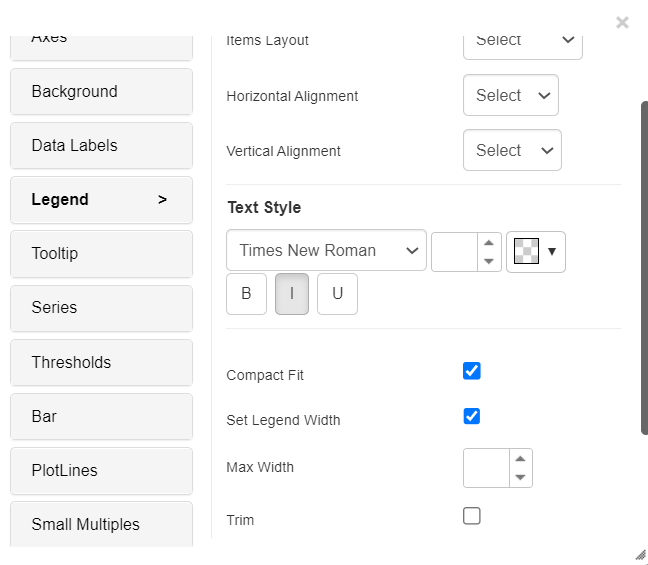 Axes
Background
Data Labels
Legend >
Tooltip
Series
Thresholds
Bar
PlotLines
Small Multiples
×
Items Layout Select
Horizontal Alignment Select
Vertical Alignment Select
Text Style
Times New Roman
B I U
Compact Fit
Set Legend Width
Max Width
Trim